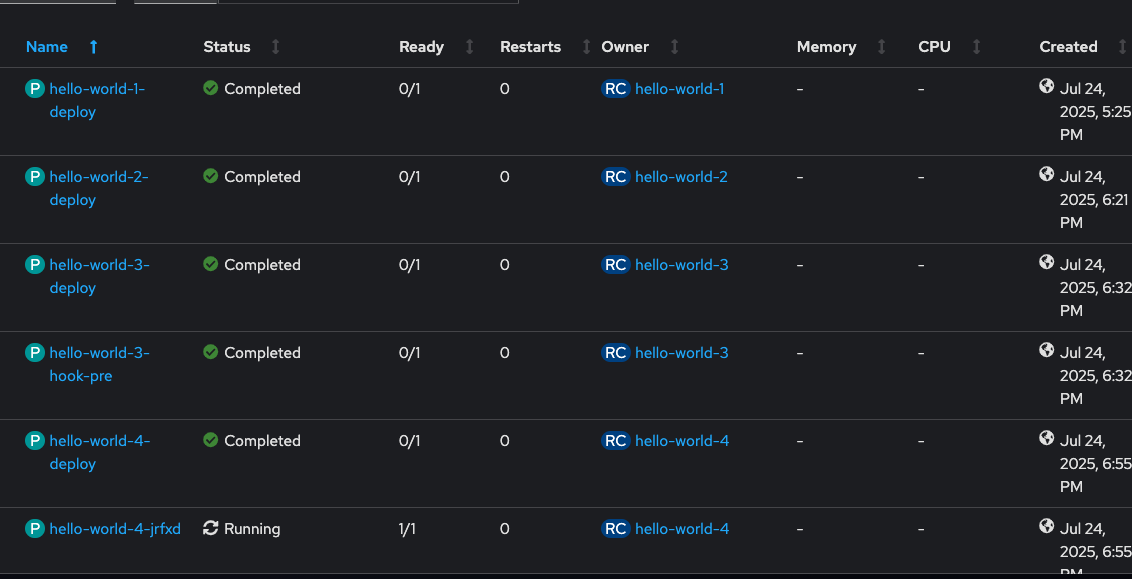 Name Status Ready Restarts Owner Memory CPU Created
P hello-world-1- Completed 0/1 0 RC hello-world-1 - - Jul 24,
deploy 2025, 5:25
PM
P hello-world-2- Completed 0/1 0 RC hello-world-2 - - Jul 24,
deploy 2025, 6:21
PM
P hello-world-3- Completed 0/1 0 RC hello-world-3 - - Jul 24,
deploy 2025, 6:32
PM
P hello-world-3- Completed 0/1 0 RC hello-world-3 - - Jul 24,
hook-pre 2025, 6:32
PM
P hello-world-4- Completed 0/1 0 RC hello-world-4 - - Jul 24,
deploy 2025, 6:55
PM
P hello-world-4-jrfxd Running 1/1 0 RC hello-world-4 - - Jul 24,
2025, 6:55
PM